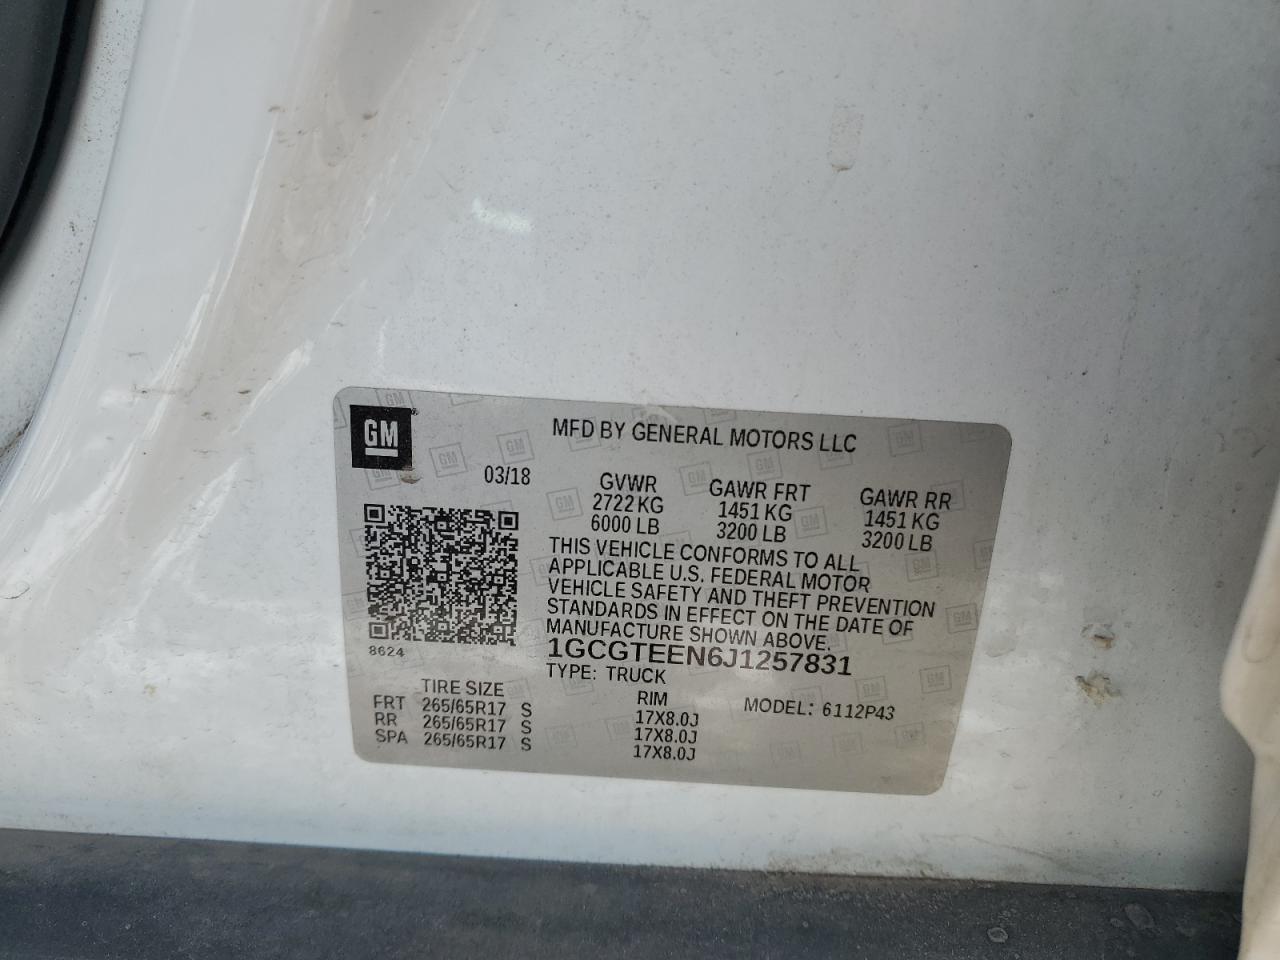 GM
MFD BY GENERAL MOTORS LLC
03/18
GVWR GAWR FRT GAWR RR
2722 KG 1451 KG 1451 KG
6000 LB 3200 LB 3200 LB
THIS VEHICLE CONFORMS TO ALL
APPLICABLE U.S. FEDERAL MOTOR
VEHICLE SAFETY AND THEFT PREVENTION
STANDARDS IN EFFECT ON THE DATE OF
MANUFACTURE SHOWN ABOVE.
8624
1GCGTEEN6J1257831
TYPE: TRUCK
TIRE SIZE RIM MODEL: 6112P43
FRT 265/65R17 S 17X8.0J
RR 265/65R17 S 17X8.0J
SPA 265/65R17 S 17X8.0J